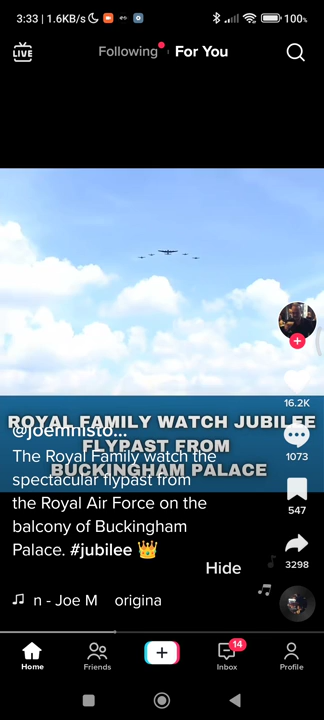 3:33 | 1.6KB/s
100%
LIVE
Following
For You
ROYAL FAMILY WATCH JUBILEE
FLYPAST FROM
BUCKINGHAM PALACE
16.2K
@joemnisto...
The Royal Family watch the
spectacular flypast from
the Royal Air Force on the
balcony of Buckingham
Palace. #jubilee 👑
1073
547
3298
Hide
n - Joe M origina
Home
Friends
14
Inbox
Profile